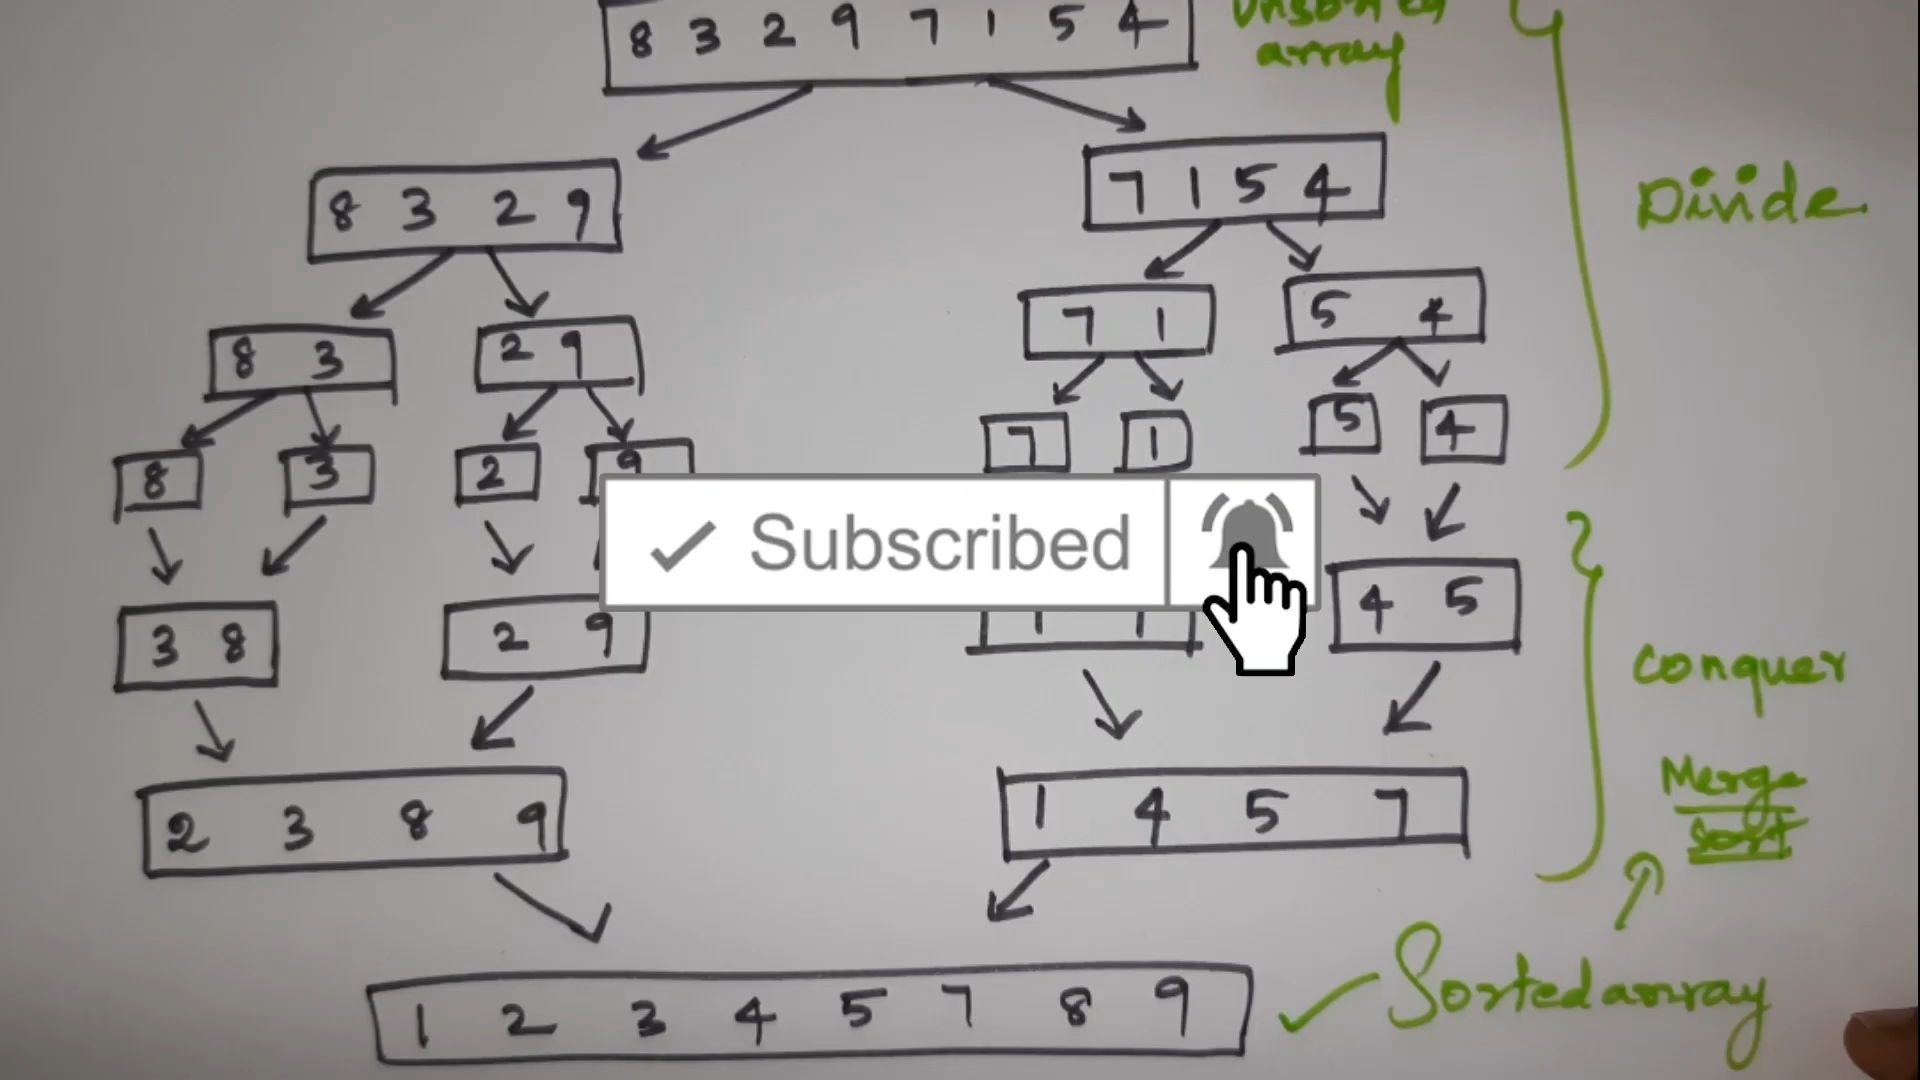 8 3 2 9 7 1 5 4
Unsorted
array
8 3 2 9
7 1 5 4
Divide
8 3
2 9
7 1
5 4
8
3
2
9
7
1
5
4
Subscribed
3 8
2 9
4 5
Conquer
2 3 8 9
1 4 5 7
Merge
Sort
1 2 3 4 5 7 8 9
Sorted array